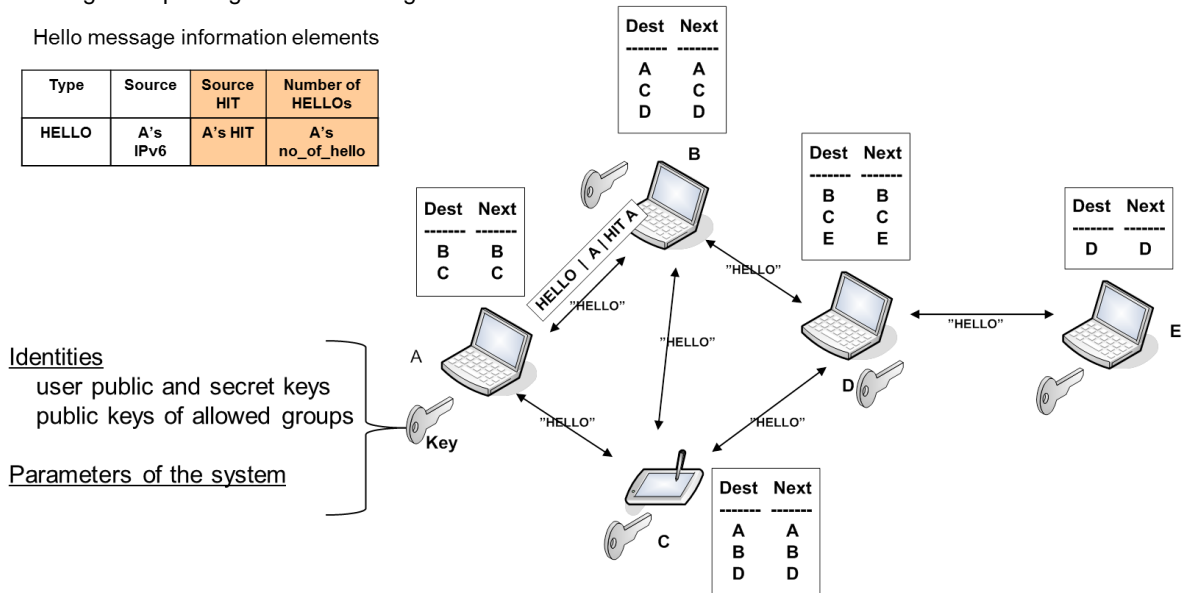 Hello message information elements
Type Source Source HIT Number of HELLOs
HELLO A's IPv6 A's HIT A's no_of_hello
Dest Next
-------- --------
A A
C C
D D
B
Dest Next
-------- --------
B B
C C
E E
Dest Next
-------- --------
D D
Dest Next
-------- --------
B B
C C
HELLO | A | HIT A
"HELLO"
"HELLO"
"HELLO"
"HELLO"
E
A
D
Identities
user public and secret keys
public keys of allowed groups
Key
"HELLO"
"HELLO"
Parameters of the system
C
Dest Next
-------- --------
A A
B B
D D